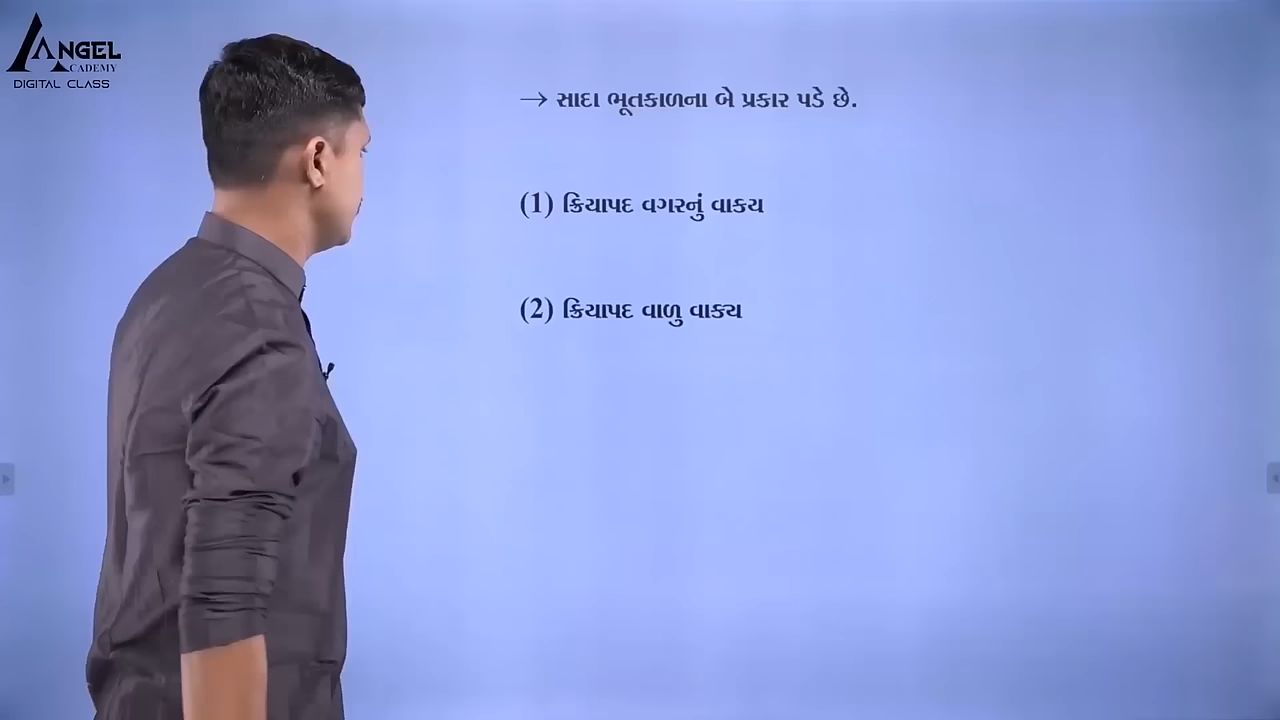 ANGEL
ACADEMY
DIGITAL CLASS
→ સાદા ભૂતકાળના બે પ્રકાર પડે છે.
(1) ક્રિયાપદ વગરનું વાક્ય
(2) ક્રિયાપદ વાળુ વાક્ય